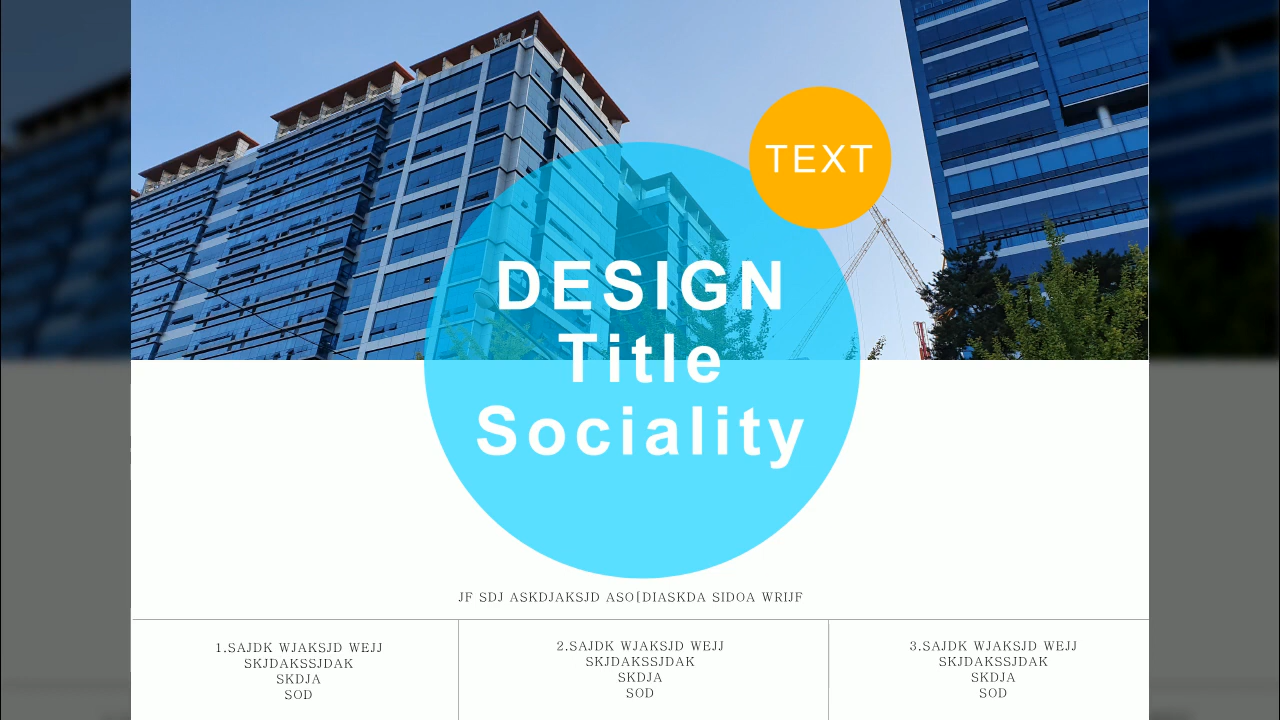 TEXT
DESIGN
Title
Sociality
JF SDJ ASKDJAKSJD ASO[DIASKDA SIDOA WRIJF
1.SAJDK WJAKSJD WEJJ
SKJDAKSSJDAK
SKDJA
SOD
2.SAJDK WJAKSJD WEJJ
SKJDAKSSJDAK
SKDJA
SOD
3.SAJDK WJAKSJD WEJJ
SKJDAKSSJDAK
SKDJA
SOD